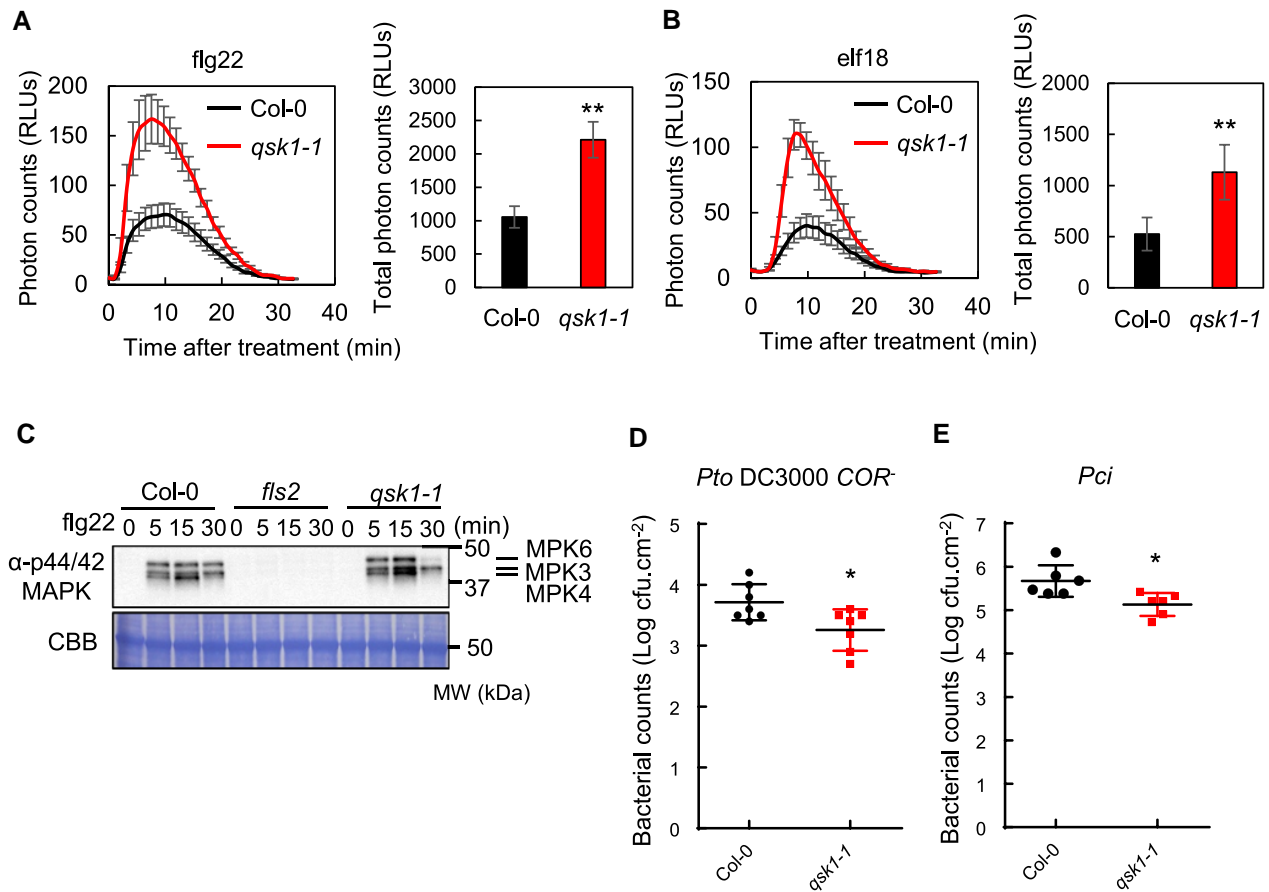 A
flg22
Photon counts (RLUs)
200
150
100
50
0
0 10 20 30 40
Time after treatment (min)
Col-0
qsk1-1
Total photon counts (RLUs)
3000
2500
2000
1500
1000
500
0
**
Col-0 qsk1-1
B
elf18
Photon counts (RLUs)
150
100
50
0
0 10 20 30 40
Time after treatment (min)
Col-0
qsk1-1
Total photon counts (RLUs)
2000
1500
1000
500
0
**
Col-0 qsk1-1
C
Col-0 fls2 qsk1-1
flg22 0 5 15 30 0 5 15 30 0 5 15 30 (min)
α-p44/42
MAPK
50
37
MPK6
MPK3
MPK4
CBB
50
MW (kDa)
D
Pto DC3000 COR-
Bacterial counts (Log cfu.cm-2)
5
4
3
2
1
0
*
Col-0
qsk1-1
E
Pci
Bacterial counts (Log cfu.cm-2)
7
6
5
4
3
2
1
0
*
Col-0
qsk1-1